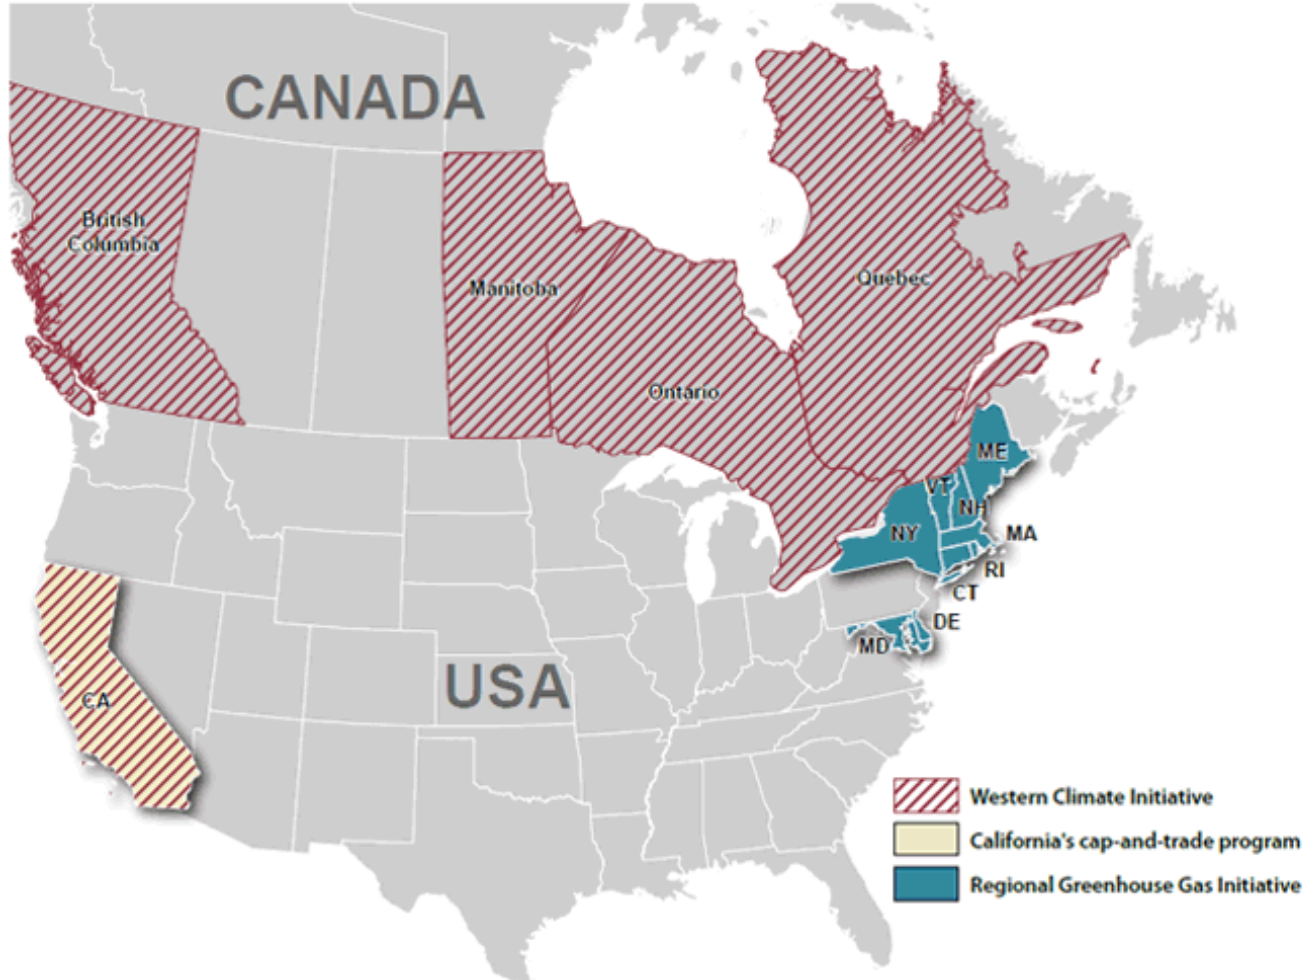 CANADA
British
Columbia
Manitoba
Quebec
Ontario
ME
VT
NH
NY
MA
RI
CT
DE
MD
USA
CA
Western Climate Initiative
California's cap-and-trade program
Regional Greenhouse Gas Initiative